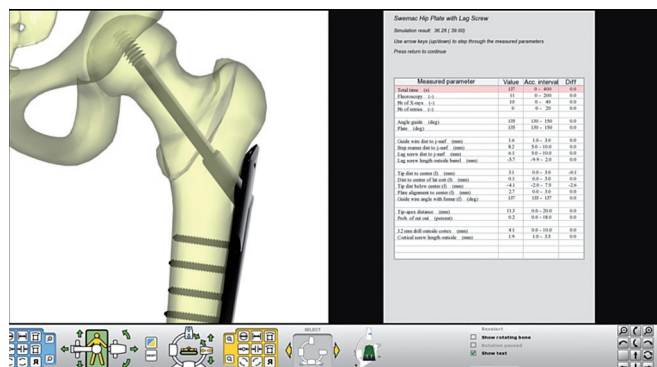 Swemac Hip Plate with Lag Screw
Simulation result: 36.28 ( 39.00)
Use arrow keys (up/down) to step through the measured parameters
Press return to continue
Measured parameter Value Acc. interval Diff
Total time (s) 137 0 - 400 0.0
Fluoroscopy (-) 11 0 - 200 0.0
Nr of X-rays (-) 10 0 - 40 0.0
Nr of retries (-) 0 0 - 20 0.0
Angle guide (deg) 135 130 - 150 0.0
Plate (deg) 135 130 - 150 0.0
Guide wire dist to j-surf (mm) 1.6 1.0 - 3.0 0.0
Step reamer dist to j-surf (mm) 8.2 5.0 - 10.0 0.0
Lag screw dist to j-surf (mm) 6.1 5.0 - 10.0 0.0
Lag screw length outside barrel (mm) -5.7 -9.9 - 2.0 0.0
Tip dist to center (f) (mm) 3.1 0.0 - 3.0 -0.1
Dist to center of lat cort (f) (mm) 0.1 0.0 - 3.0 0.0
Tip dist below center (f) (mm) -4.1 -2.0 - 7.5 -2.6
Plate alignment to center (f) (mm) 2.7 0.0 - 3.0 0.0
Guide wire angle with femur (f) (deg) 137 133 - 137 0.0
Tip-apex distance (mm) 11.3 0.0 - 20.0 0.0
Prob. of cut out (percent) 0.2 0.0 - 18.0 0.0
3.2 mm drill outside cortex (mm) 4.1 0.0 - 10.0 0.0
Cortical screw length outside (mm) 1.9 1.0 - 3.5 0.0
SELECT
Reselect
Show rotating bone
Rotation paused
Show text